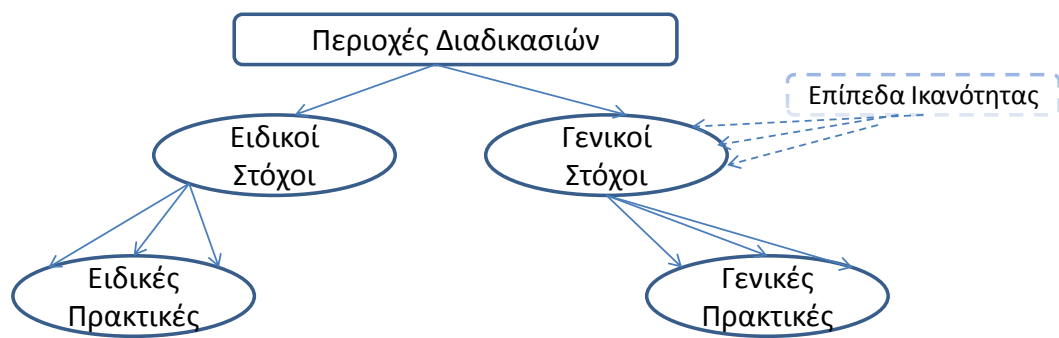 Περιοχές Διαδικασιών
Επίπεδα Ικανότητας
Ειδικοί
Στόχοι
Γενικοί
Στόχοι
Ειδικές
Πρακτικές
Γενικές
Πρακτικές